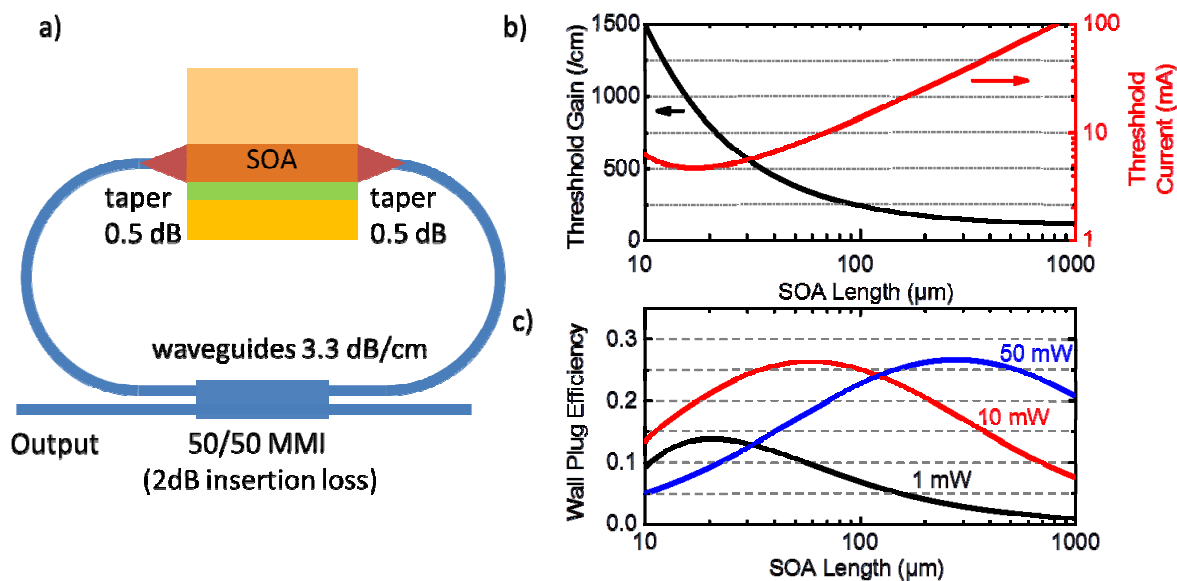 a)
SOA
taper
0.5 dB
taper
0.5 dB
waveguides 3.3 dB/cm
Output
50/50 MMI
(2dB insertion loss)
b)
Threshhold Gain (/cm)
1500
1000
500
0
100
10
1
Threshhold
Current (mA)
10
100
1000
SOA Length (µm)
c)
Wall Plug Efficiency
0.3
0.2
0.1
0.0
50 mW
10 mW
1 mW
10
100
1000
SOA Length (µm)